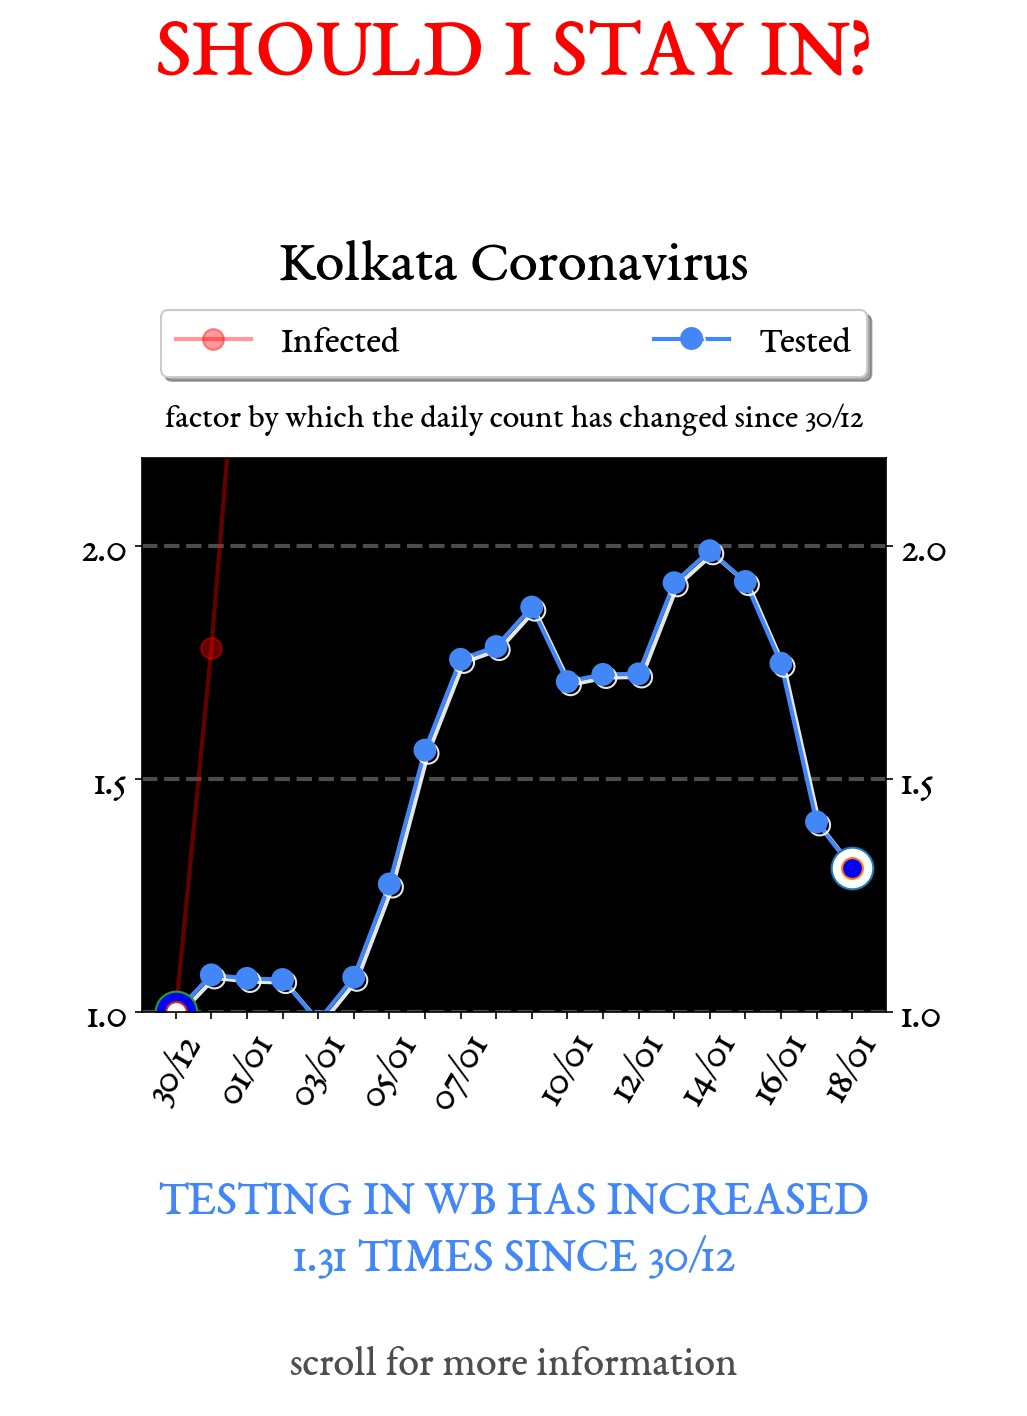 SHOULD I STAY IN?
Kolkata Coronavirus
Infected Tested
factor by which the daily count has changed since 30/12
2.0 2.0
1.5 1.5
1.0 1.0
30/12 01/01 03/01 05/01 07/01 10/01 12/01 14/01 16/01 18/01
TESTING IN WB HAS INCREASED
1.31 TIMES SINCE 30/12
scroll for more information